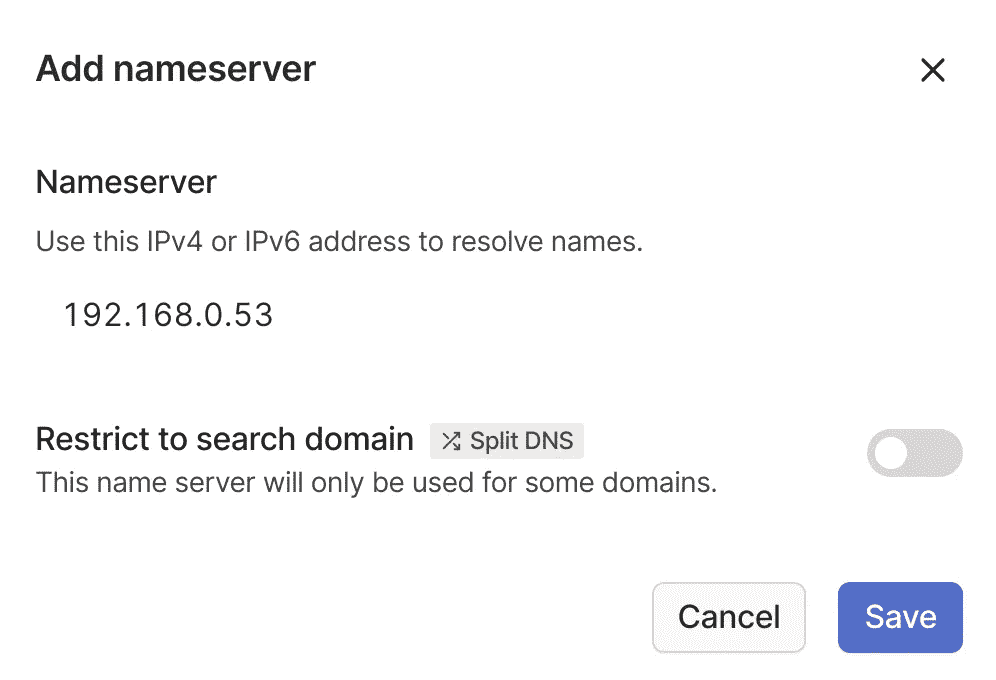 Add nameserver
Nameserver
Use this IPv4 or IPv6 address to resolve names.
192.168.0.53
Restrict to search domain Split DNS
This name server will only be used for some domains.
Cancel Save